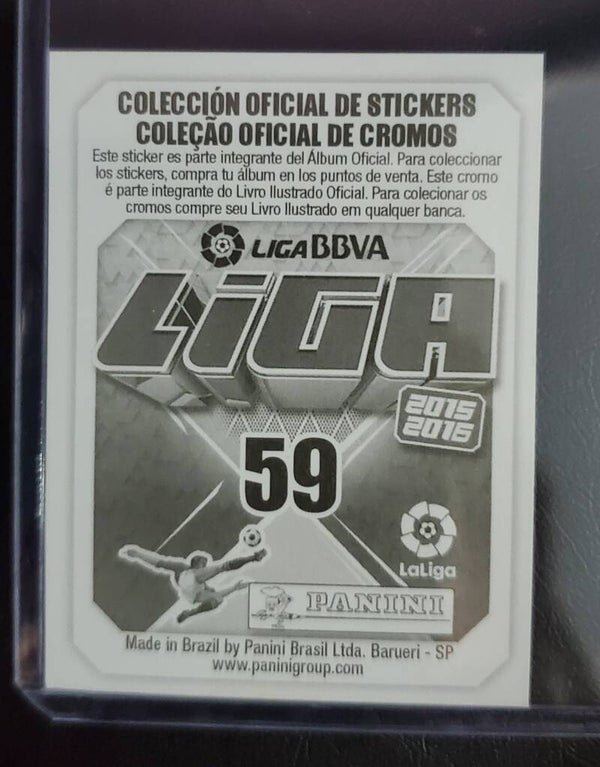 COLECCIÓN OFICIAL DE STICKERS
COLEÇÃO OFICIAL DE CROMOS
Este sticker es parte integrante del Álbum Oficial. Para coleccionar
los stickers, compra tu álbum en los puntos de venta. Este cromo
é parte integrante do Livro Ilustrado Oficial. Para colecionar os
cromos compre seu Livro Ilustrado em qualquer banca.
LIGA BBVA
LiGA
2015
2016
59
LaLiga
PANINI
Made in Brazil by Panini Brasil Ltda. Barueri - SP
www.paninigroup.com